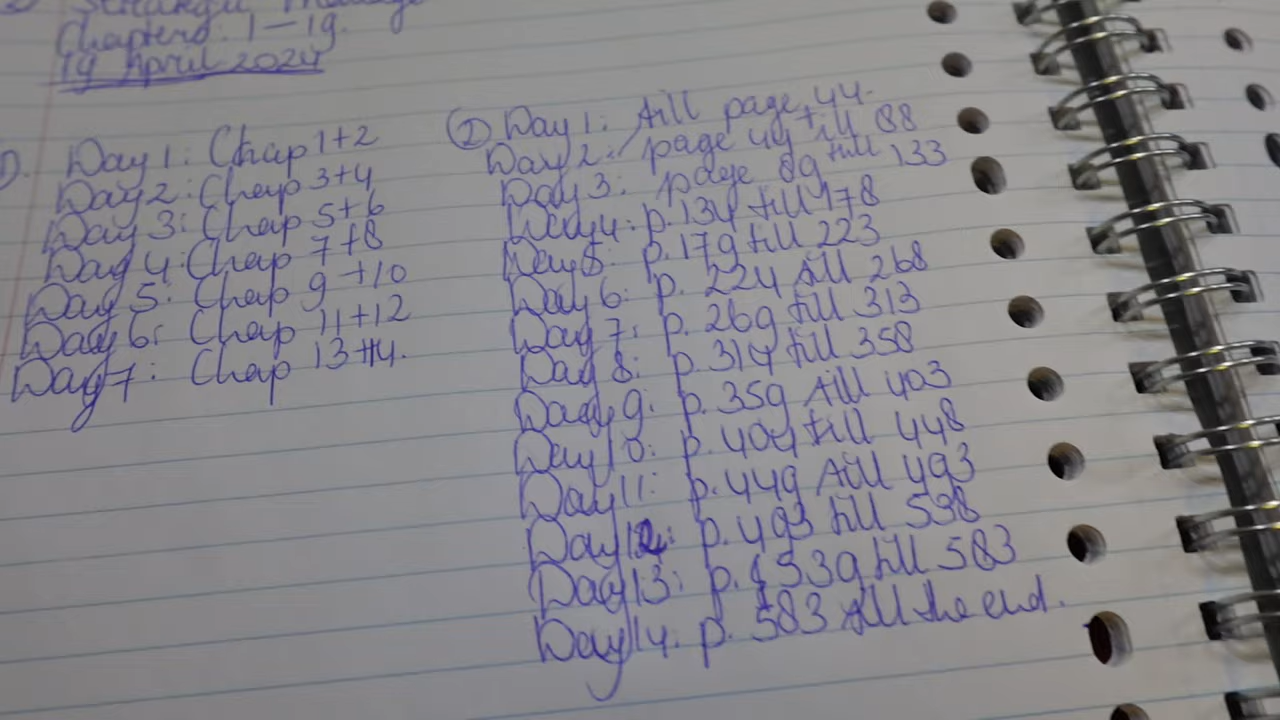 Chapters: 1-19.
19 April 2024
D. Day 1: Chap 1+2
Day 2: Chap 3+4
Day 3: Chap 5+6
Day 4: Chap 7+8
Day 5: Chap 9+10
Day 6: Chap 11+12
Day 7: Chap 13+14.
② Day 1: till page 44.
Day 2: page 49 till 88
Day 3: page 89 till 133
Day 4: p. 134 till 178
Day 5: p. 179 till 223
Day 6: p. 224 till 268
Day 7: p. 269 till 313
Day 8: p. 314 till 358
Day 9: p. 359 till 403
Day 10: p. 404 till 448
Day 11: p. 449 till 493
Day 12: p. 493 till 538
Day 13: p. 539 till 583
Day 14. p. 583 till the end.